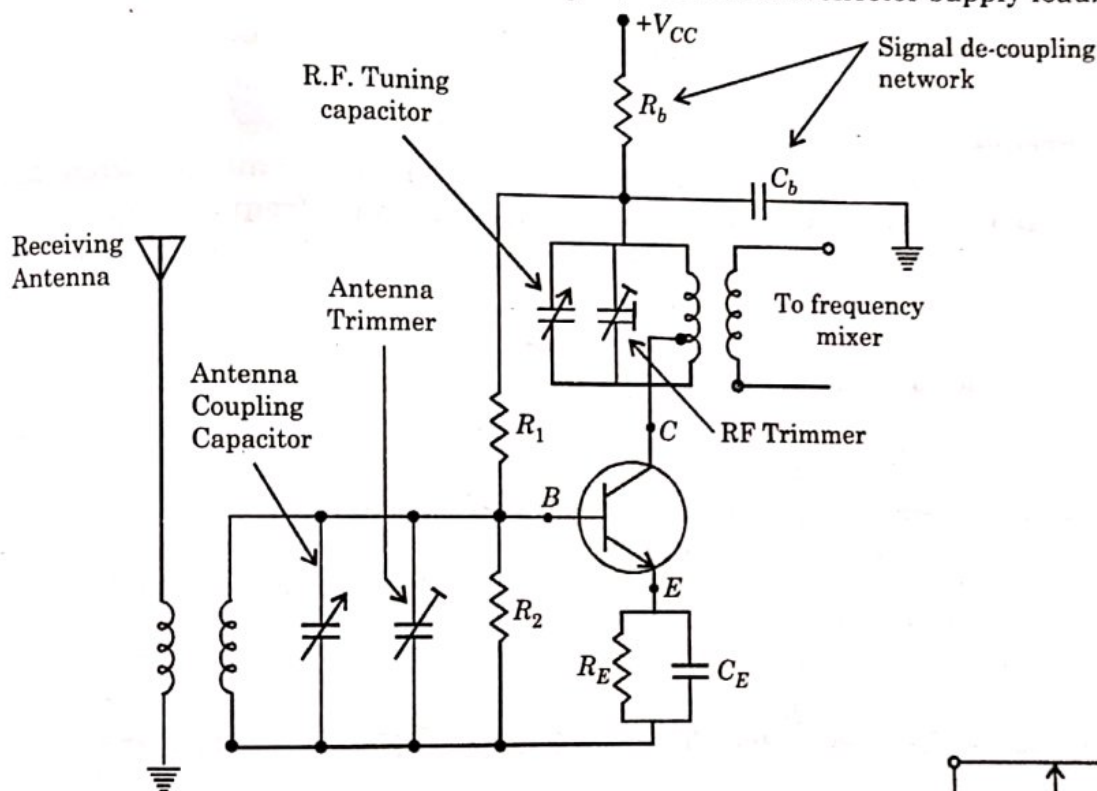 +V_CC
Signal de-coupling
network
R.F. Tuning
capacitor
R_b
C_b
Receiving
Antenna
Antenna
Trimmer
To frequency
mixer
Antenna
Coupling
Capacitor
R_1
C
RF Trimmer
B
E
R_2
R_E
C_E